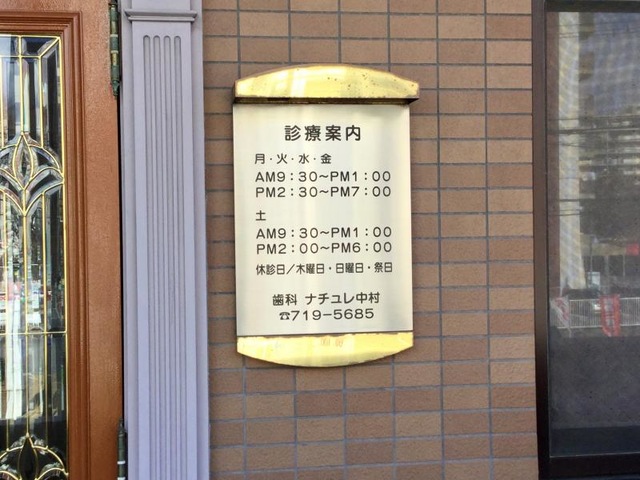 診療案内
月・火・水・金
AM9：30〜PM1：00
PM2：30〜PM7：00
土
AM9：30〜PM1：00
PM2：00〜PM6：00
休診日／木曜日・日曜日・祭日
歯科 ナチュレ中村
☎719-5685